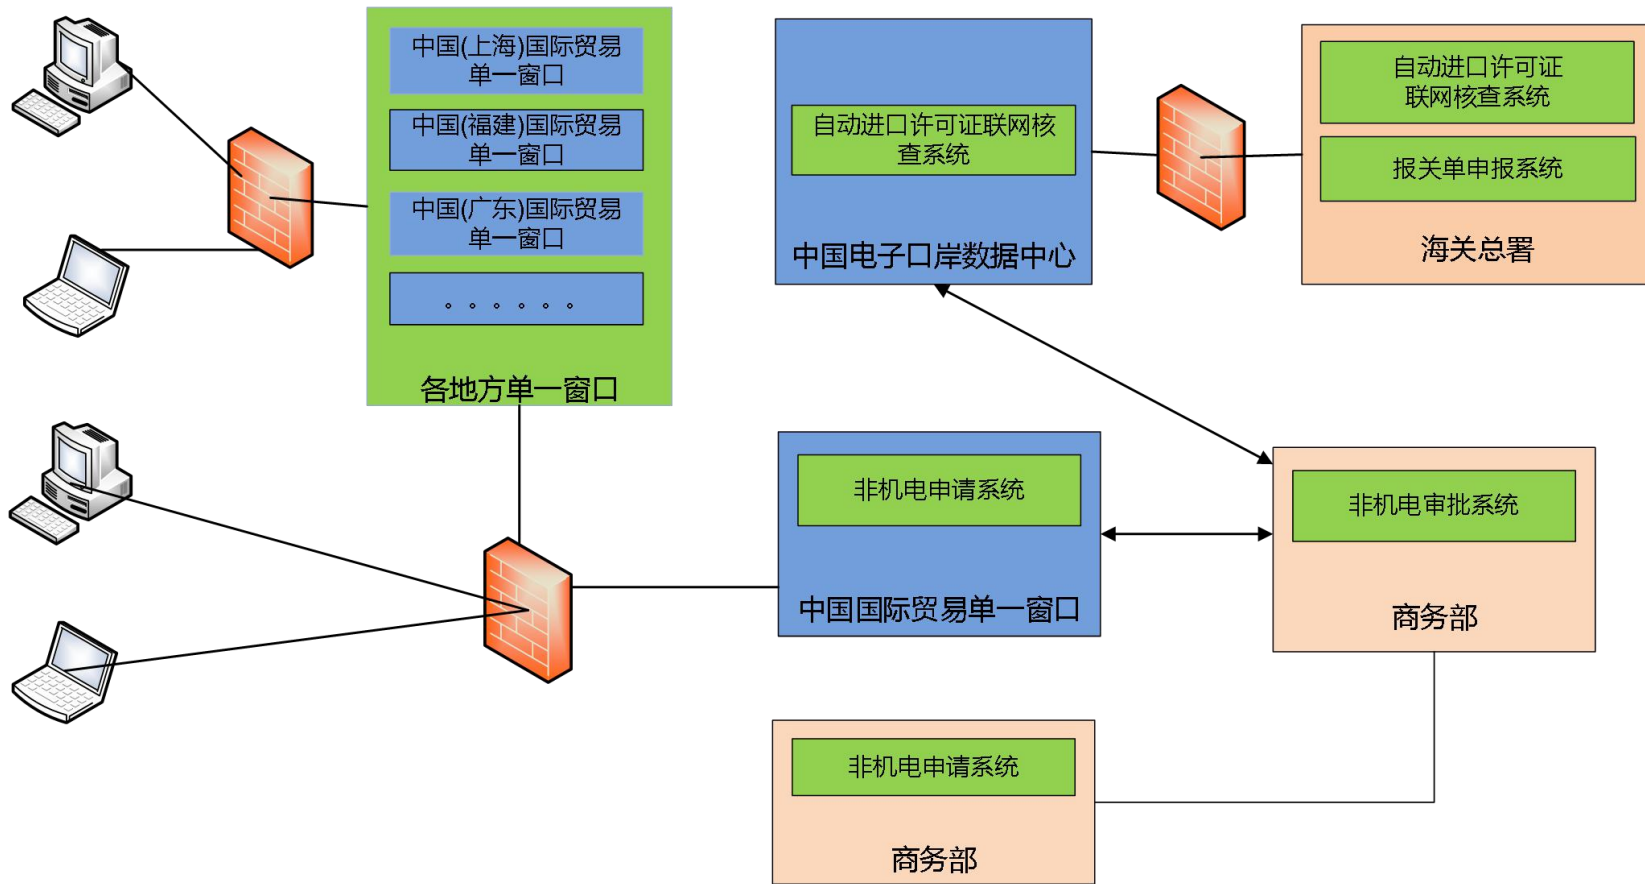 中国(上海)国际贸易
单一窗口
中国(福建)国际贸易
单一窗口
中国(广东)国际贸易
单一窗口
。。。。。。
各地方单一窗口
自动进口许可证联网核
查系统
中国电子口岸数据中心
自动进口许可证
联网核查系统
报关单申报系统
海关总署
非机电申请系统
中国国际贸易单一窗口
非机电审批系统
商务部
非机电申请系统
商务部